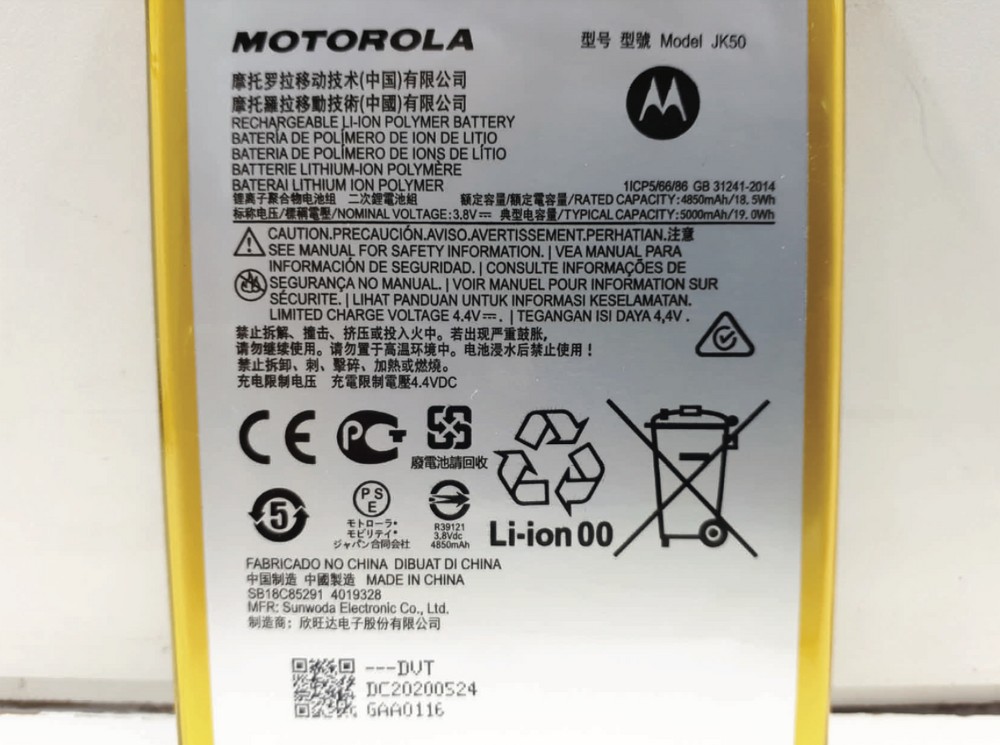 MOTOROLA
型号 型號 Model JK50
摩托罗拉移动技术(中国)有限公司
摩托羅拉移動技術(中國)有限公司
RECHARGEABLE LI-ION POLYMER BATTERY
BATERÍA DE POLÍMERO DE ION DE LITIO
BATERIA DE POLÍMERO DE IONS DE LÍTIO
BATTERIE LITHIUM-ION POLYMÈRE
BATERAI LITHIUM ION POLYMER
1ICP5/66/86 GB 31241-2014
锂离子聚合物电池组 二次鋰電池組 额定容量/額定電容量/RATED CAPACITY:4850mAh/18.5Wh
标称电压/標稱電壓/NOMINAL VOLTAGE:3.8V⎓ 典型电容量/TYPICAL CAPACITY:5000mAh/19.0Wh
CAUTION.PRECAUCIÓN.AVISO.AVERTISSEMENT.PERHATIAN.注意
SEE MANUAL FOR SAFETY INFORMATION. | VEA MANUAL PARA
INFORMACIÓN DE SEGURIDAD. | CONSULTE INFORMAÇÕES DE
SEGURANÇA NO MANUAL. | VOIR MANUEL POUR INFORMATION SUR
SÉCURITE. | LIHAT PANDUAN UNTUK INFORMASI KESELAMATAN.
LIMITED CHARGE VOLTAGE 4.4V⎓. | TEGANGAN ISI DAYA 4,4V .
禁止拆解、撞击、挤压或投入火中。若出现严重鼓胀,
请勿继续使用。请勿置于高温环境中。电池浸水后禁止使用！
禁止拆卸、刺、擊碎、加熱或燃燒。
充电限制电压 充電限制電壓4.4VDC
廢電池請回收
Li-ion 00
5
PSE
モトローラ・
モビリティ・
ジャパン合同会社
R39121
3.8Vdc
4850mAh
FABRICADO NO CHINA DIBUAT DI CHINA
中国制造 中國製造 MADE IN CHINA
SB18C85291 4019328
MFR: Sunwoda Electronic Co., Ltd.
制造商：欣旺达电子股份有限公司
---DVT
DC20200524
GAA0116